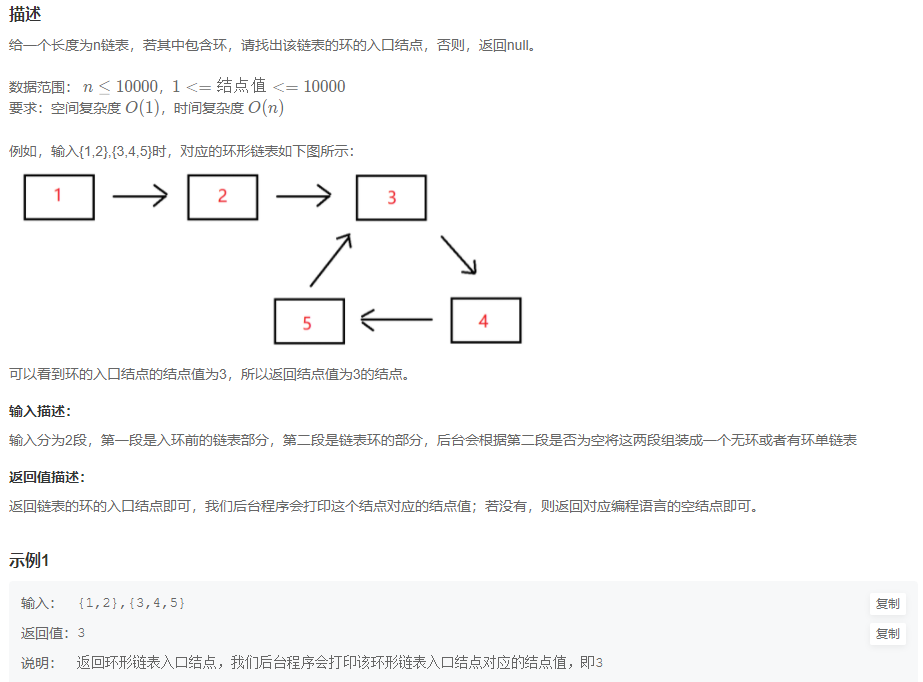 描述
给一个长度为n链表，若其中包含环，请找出该链表的环的入口结点，否则，返回null。
数据范围： n ≤ 10000，1 <= 结点值 <= 10000
要求：空间复杂度 O(1)，时间复杂度 O(n)
例如，输入{1,2},{3,4,5}时，对应的环形链表如下图所示：
1 2 3
5 4
可以看到环的入口结点的结点值为3，所以返回结点值为3的结点。
输入描述：
输入分为2段，第一段是入环前的链表部分，第二段是链表环的部分，后台会根据第二段是否为空将这两段组装成一个无环或者有环单链表
返回值描述：
返回链表的环的入口结点即可，我们后台程序会打印这个结点对应的结点值；若没有，则返回对应编程语言的空结点即可。
示例1
输入： {1,2},{3,4,5} 复制
返回值：3 复制
说明： 返回环形链表入口结点，我们后台程序会打印该环形链表入口结点对应的结点值，即3